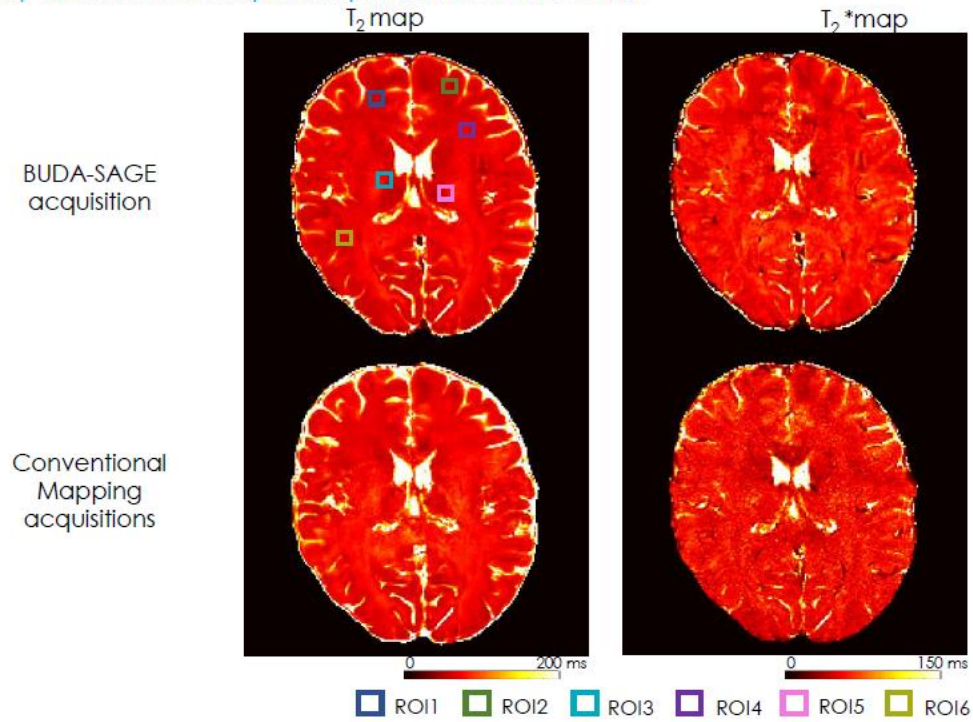 T2 map
T2 *map
BUDA-SAGE
acquisition
Conventional
Mapping
acquisitions
0 200 ms
0 150 ms
ROI1 ROI2 ROI3 ROI4 ROI5 ROI6